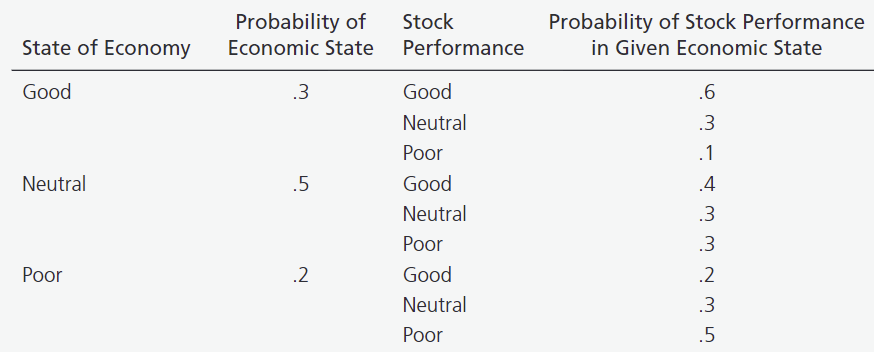 Probability of Stock Probability of Stock Performance
State of Economy Economic State Performance in Given Economic State
Good .3 Good .6
Neutral .3
Poor .1
Neutral .5 Good .4
Neutral .3
Poor .3
Poor .2 Good .2
Neutral .3
Poor .5